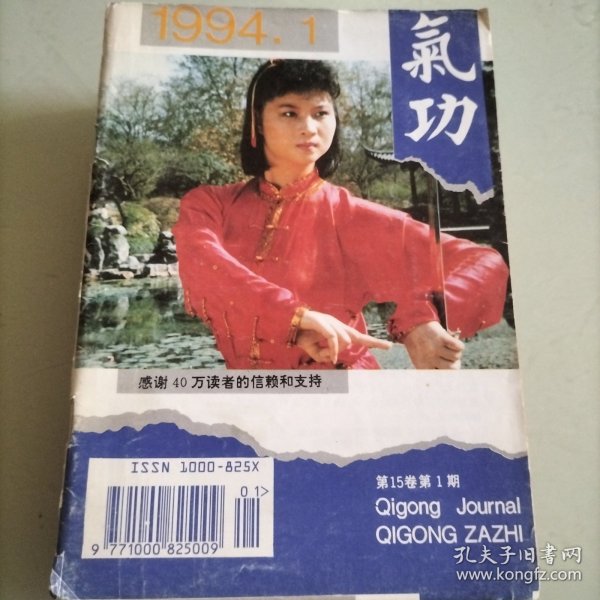 1994.1
氣功
感谢40万读者的信赖和支持
ISSN 1000-825X
01>
9 771000 825009
第15卷第1期
Qigong Journal
QIGONG ZAZHI
孔夫子旧书网
www.kongfz.com